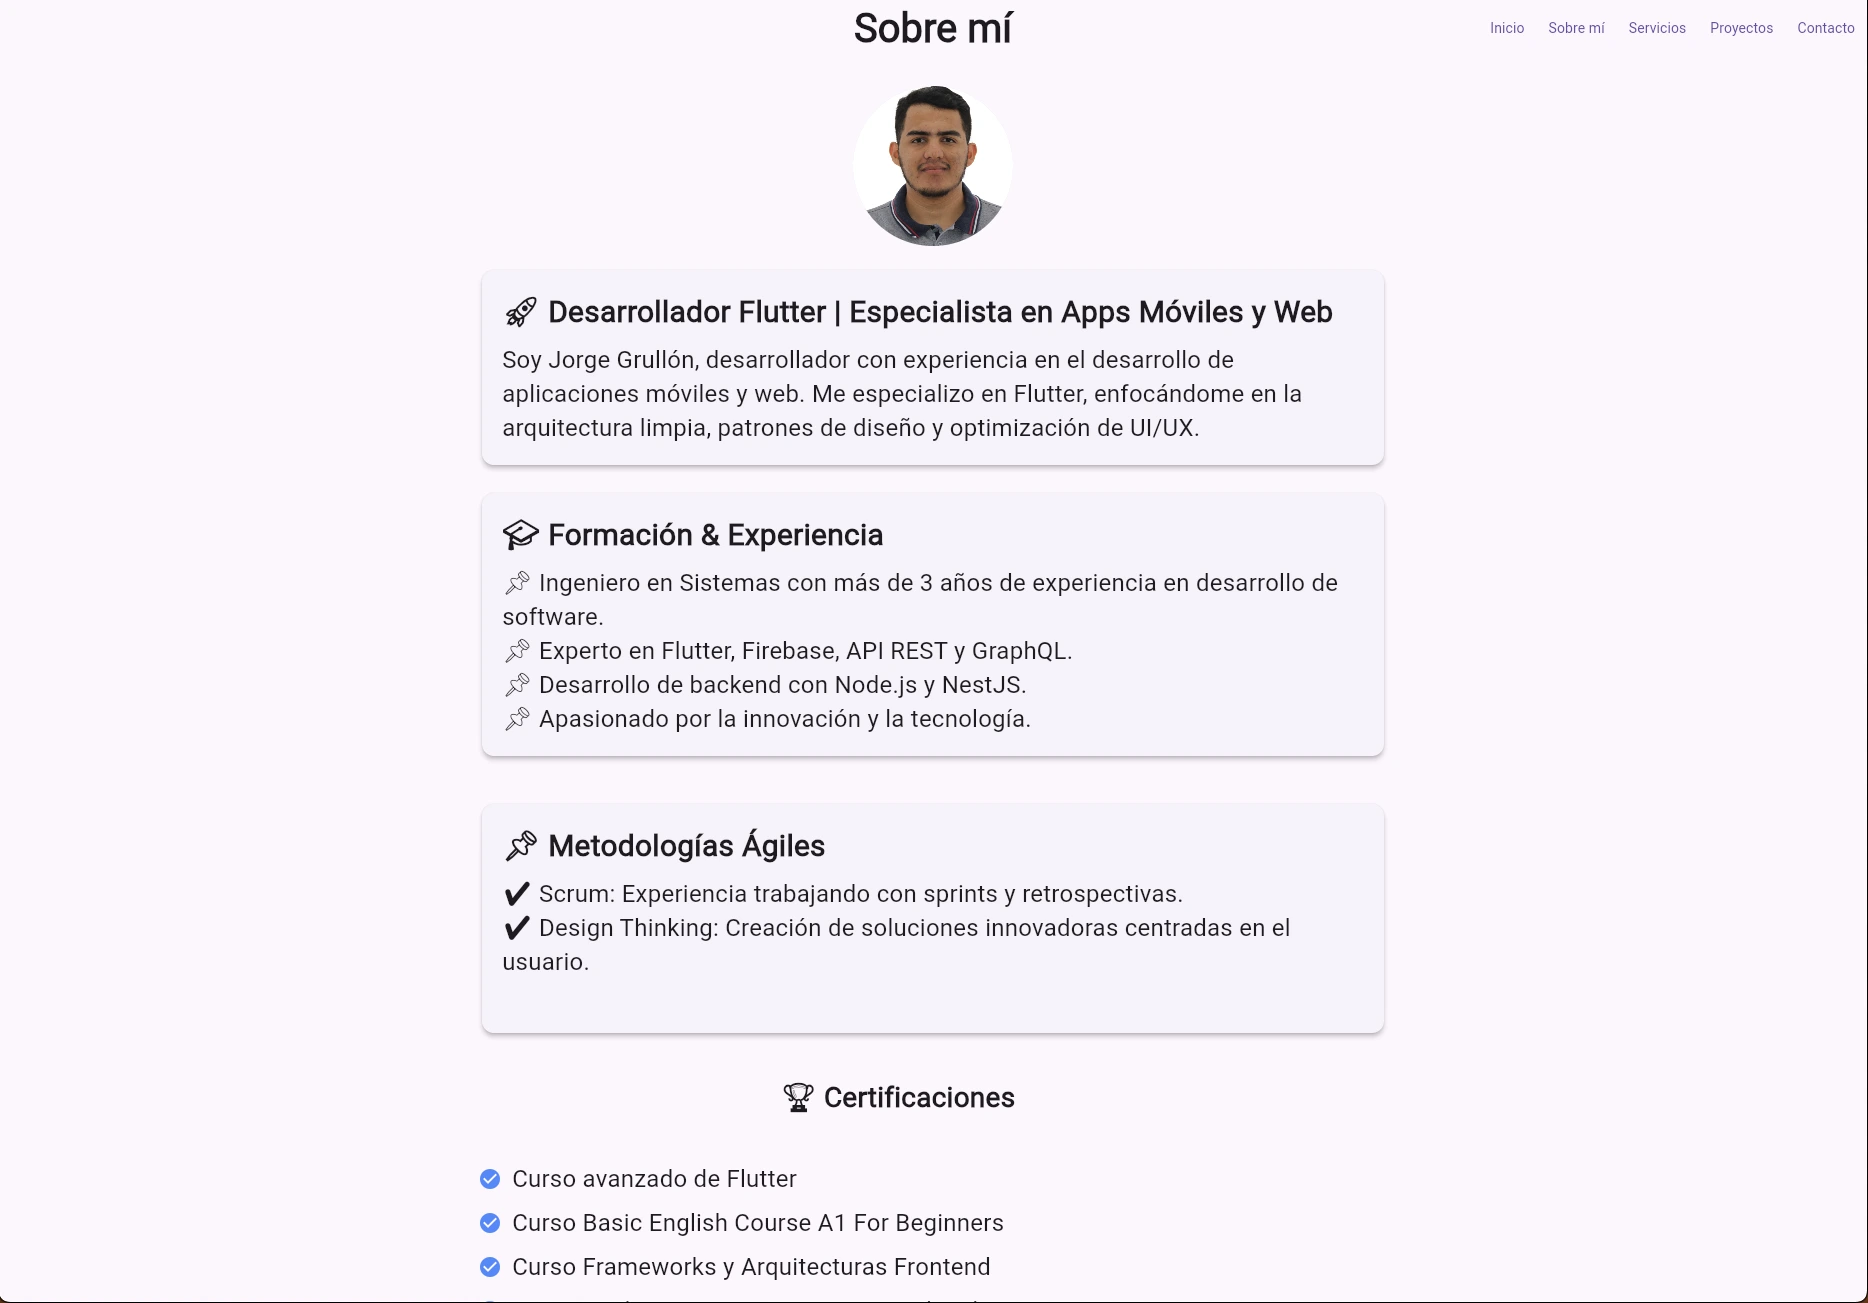 Sobre mí
Inicio Sobre mí Servicios Proyectos Contacto
🚀 Desarrollador Flutter | Especialista en Apps Móviles y Web
Soy Jorge Grullón, desarrollador con experiencia en el desarrollo de
aplicaciones móviles y web. Me especializo en Flutter, enfocándome en la
arquitectura limpia, patrones de diseño y optimización de UI/UX.
🎓 Formación & Experiencia
📌 Ingeniero en Sistemas con más de 3 años de experiencia en desarrollo de
software.
📌 Experto en Flutter, Firebase, API REST y GraphQL.
📌 Desarrollo de backend con Node.js y NestJS.
📌 Apasionado por la innovación y la tecnología.
📌 Metodologías Ágiles
✔ Scrum: Experiencia trabajando con sprints y retrospectivas.
✔ Design Thinking: Creación de soluciones innovadoras centradas en el
usuario.
🏆 Certificaciones
Curso avanzado de Flutter
Curso Basic English Course A1 For Beginners
Curso Frameworks y Arquitecturas Frontend